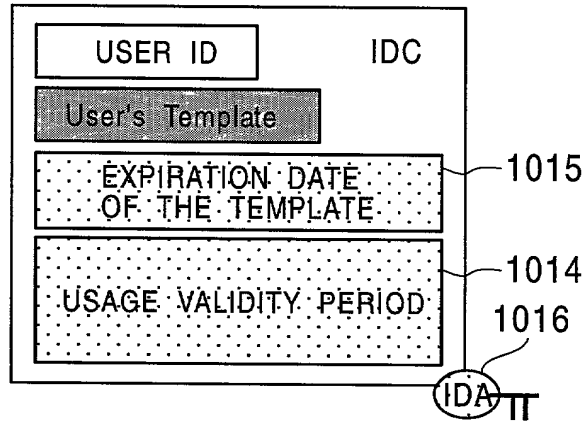 USER ID IDC
User's Template
EXPIRATION DATE
OF THE TEMPLATE
1015
USAGE VALIDITY PERIOD
1014
1016
IDA